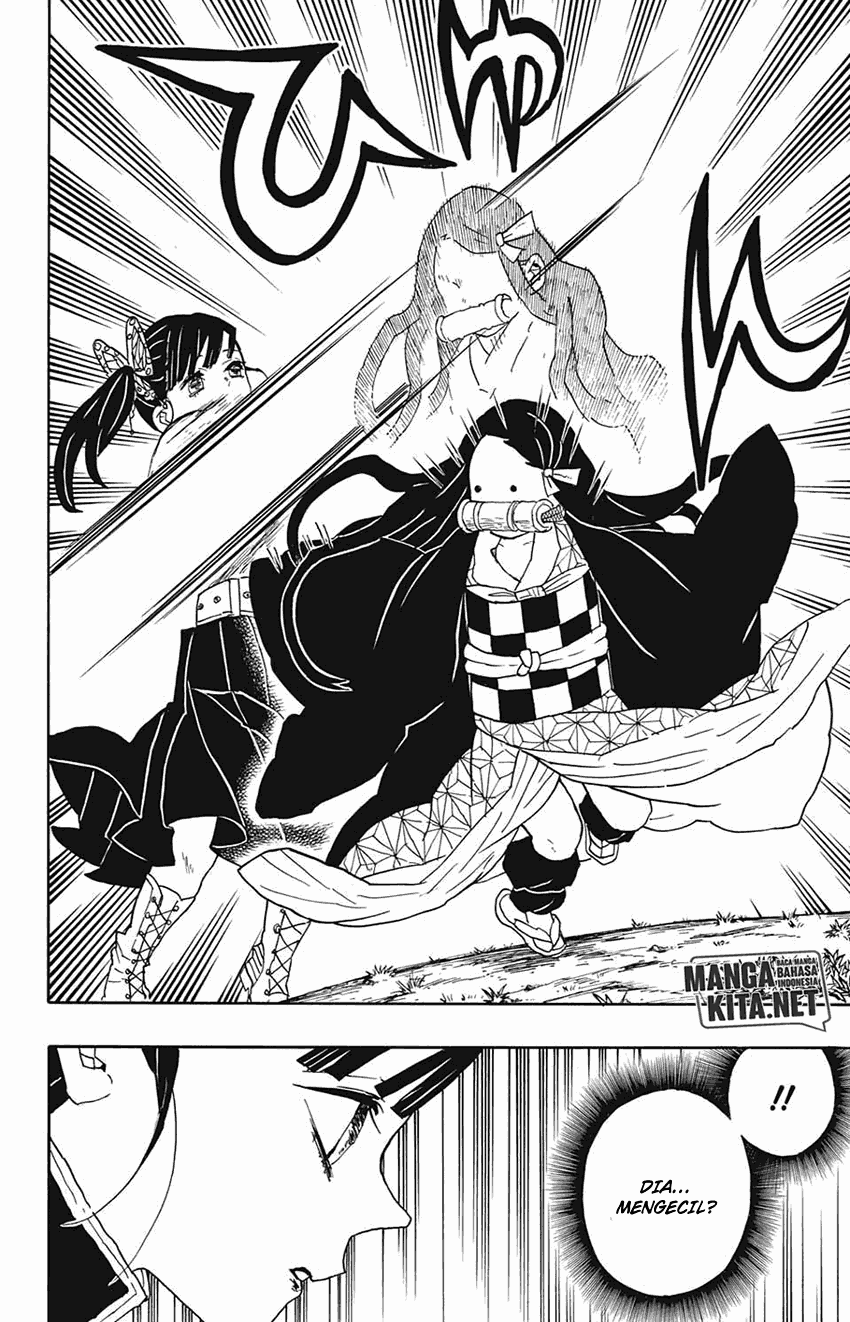 ひゅん
MANGA
KITA.NET
BACA MANGA
BAHASA
INDONESIA
!!
DIA...
MENGECIL?